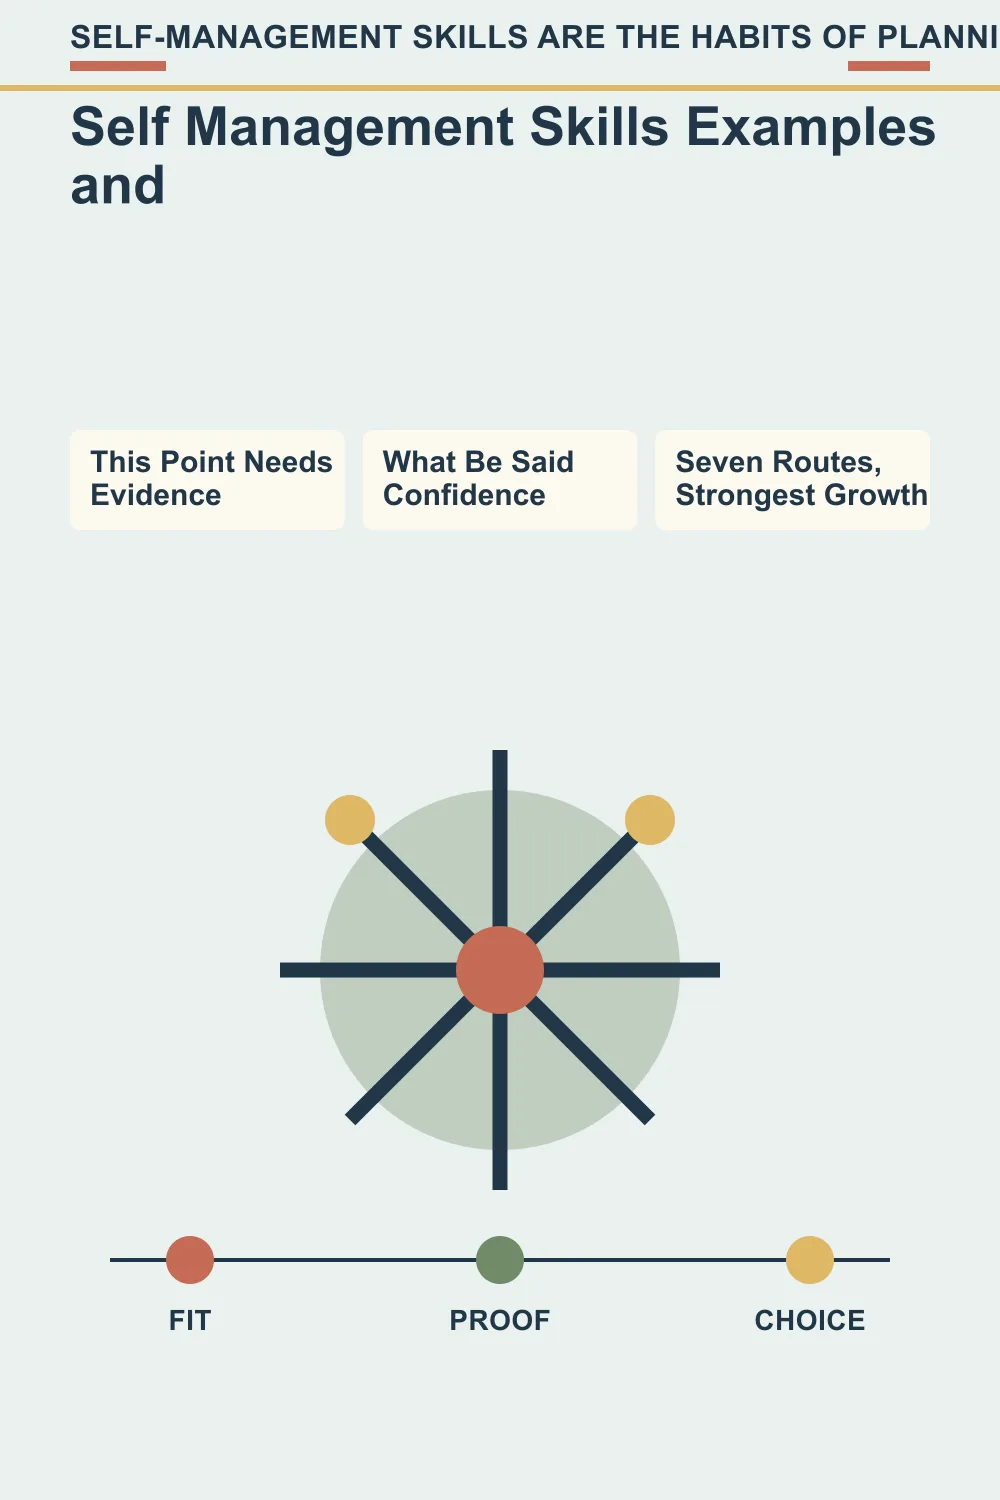 SELF-MANAGEMENT SKILLS ARE THE HABITS OF PLANNI
Self Management Skills Examples
and
This Point Needs
Evidence
What Be Said
Confidence
Seven Routes,
Strongest Growth
FIT
PROOF
CHOICE